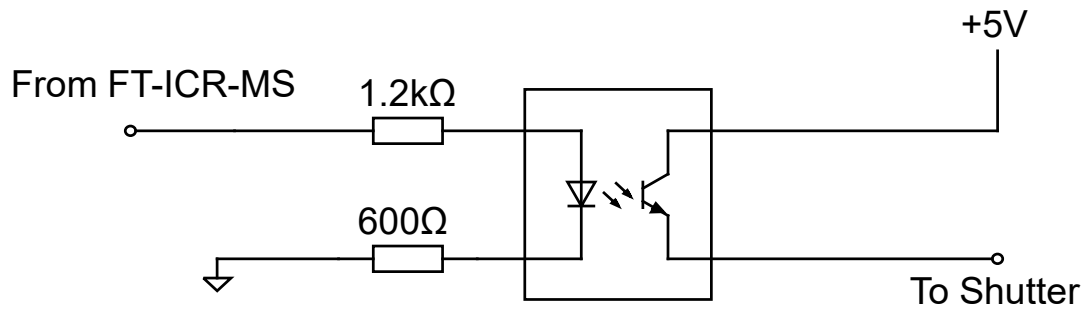 +5V
From FT-ICR-MS
1.2kΩ
600Ω
To Shutter